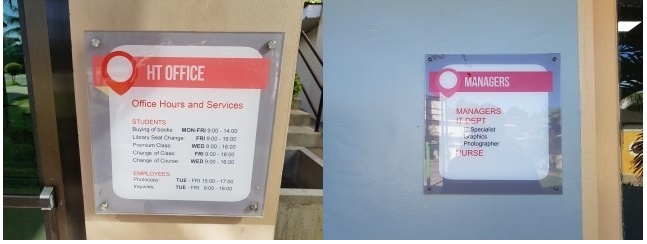 HT OFFICE
Office Hours and Services
STUDENTS
Buying of books: MON-FRI 9:00 - 14:00
Library Seat Change: FRI 9:00 - 16:00
Premium Class: WED 9:00 - 16:00
Change of Class: FRI 9:00 - 16:00
Change of Course: WED 9:00 - 16:00
EMPLOYEES
Photocopy: TUE - FRI 15:00 - 17:00
Inquiries: TUE - FRI 9:00 - 16:00
MANAGERS
MANAGERS
IT DEPT
Specialist
Graphics
Photographer
NURSE